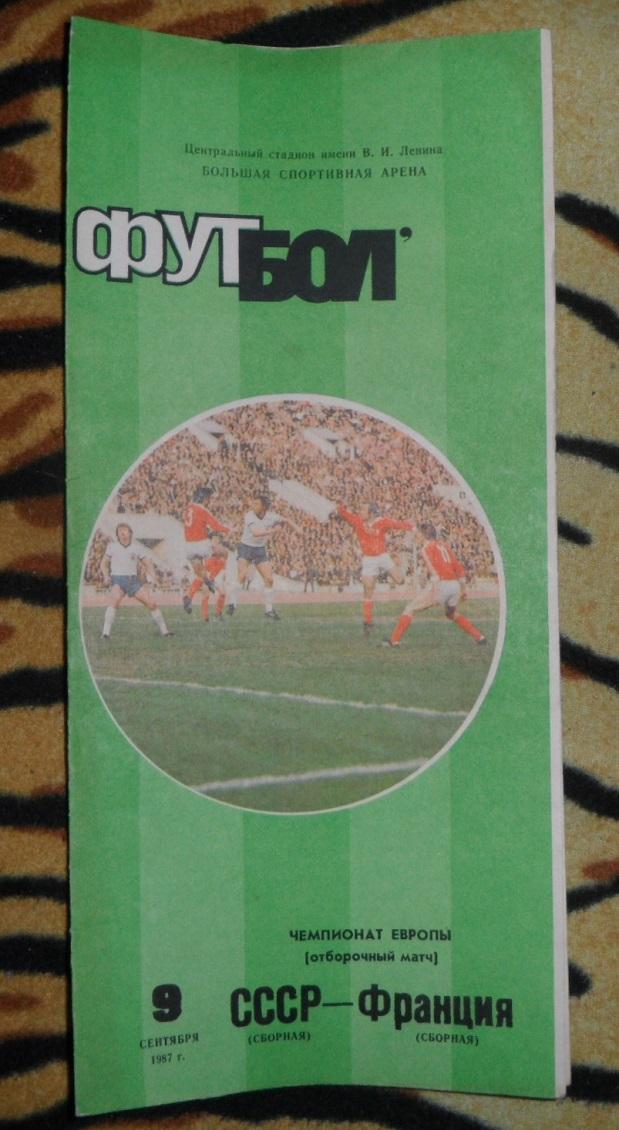 Центральный стадион имени В. И. Ленина
БОЛЬШАЯ СПОРТИВНАЯ АРЕНА
ФУТБОЛ'
ЧЕМПИОНАТ ЕВРОПЫ
(отборочный матч)
9 СССР—Франция
СЕНТЯБРЯ (СБОРНАЯ) (СБОРНАЯ)
1987 г.